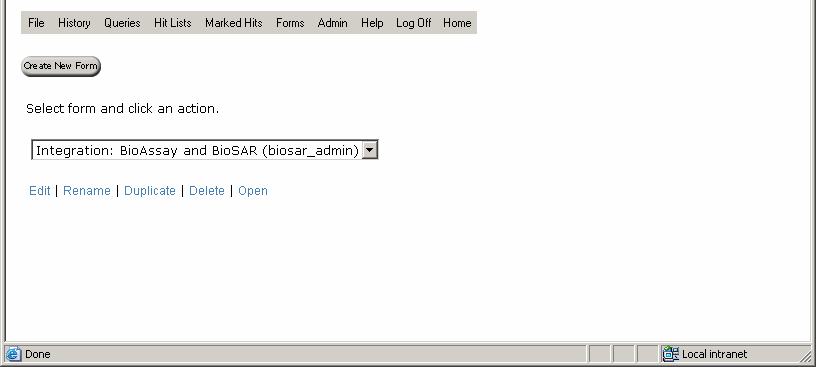 File History Queries Hit Lists Marked Hits Forms Admin Help Log Off Home
Create New Form
Select form and click an action.
Integration: BioAssay and BioSAR (biosar_admin)
Edit | Rename | Duplicate | Delete | Open
Done Local intranet